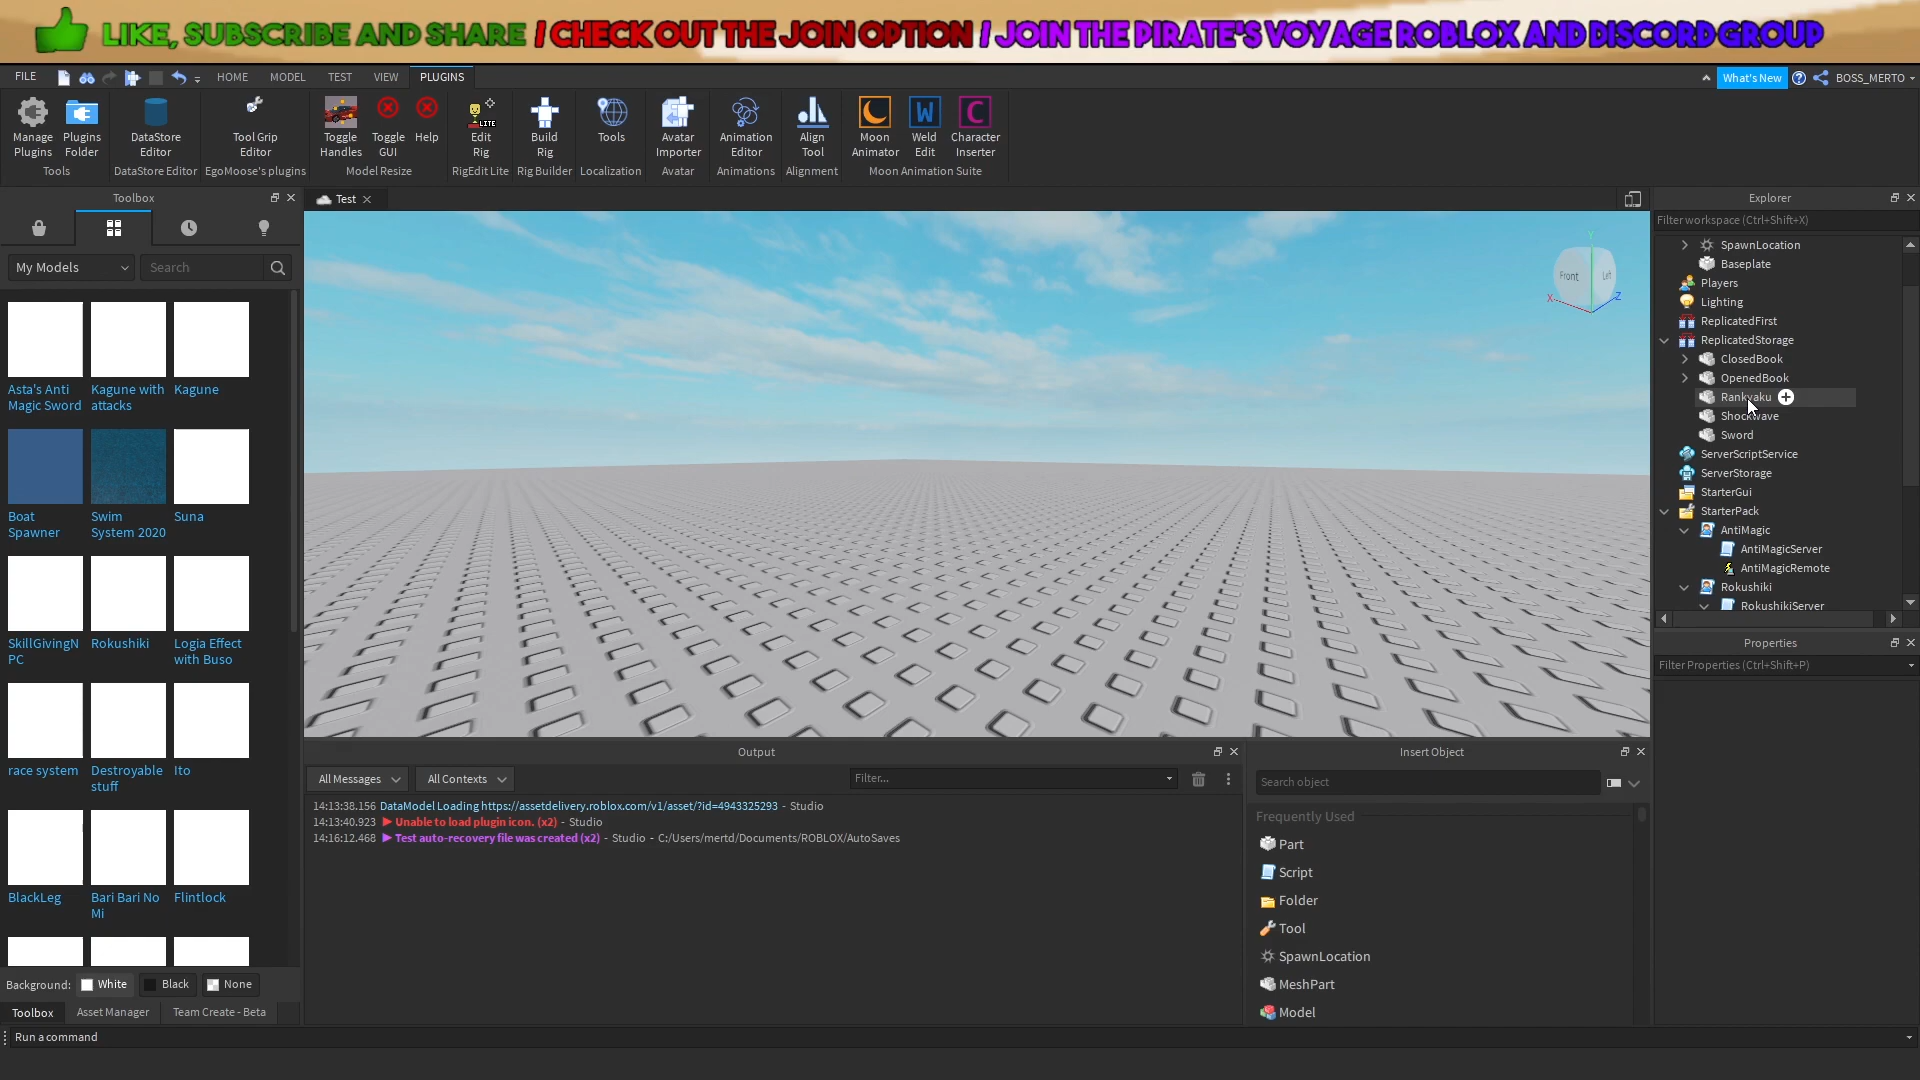 LIKE, SUBSCRIBE AND SHARE / CHECK OUT THE JOIN OPTION / JOIN THE PIRATE'S VOYAGE ROBLOX AND DISCORD GROUP
FILE HOME MODEL TEST VIEW PLUGINS What's New BOSS_MERTO
Manage Plugins
Plugins Folder
DataStore Editor
Tool Grip Editor
Toggle Handles
Toggle GUI
Help
LITE
Edit Rig
Build Rig
Tools
Avatar Importer
Animation Editor
Align Tool
Moon Animator
W
Weld Edit
C
Character Inserter
Tools DataStore Editor EgoMoose's plugins Model Resize RigEdit Lite Rig Builder Localization Avatar Animations Alignment Moon Animation Suite
Toolbox
My Models Search
Asta's Anti Magic Sword
Kagune with attacks
Kagune
Boat Spawner
Swim System 2020
Suna
SkillGivingN PC
Rokushiki
Logia Effect with Buso
race system
Destroyable stuff
Ito
BlackLeg
Bari Bari No Mi
Flintlock
Background: White Black None
Toolbox Asset Manager Team Create - Beta
Run a command
Test
Y
Front Left
X Z
Output
All Messages All Contexts Filter...
14:13:38.156 DataModel Loading https://assetdelivery.roblox.com/v1/asset/?id=4943325293 - Studio
14:13:40.923 Unable to load plugin icon. (x2) - Studio
14:16:12.468 Test auto-recovery file was created (x2) - Studio - C:/Users/mertd/Documents/ROBLOX/AutoSaves
Insert Object
Search object
Frequently Used
Part
Script
Folder
Tool
SpawnLocation
MeshPart
Model
Explorer
Filter workspace (Ctrl+Shift+X)
SpawnLocation
Baseplate
Players
Lighting
ReplicatedFirst
ReplicatedStorage
ClosedBook
OpenedBook
Rankyaku
Shockwave
Sword
ServerScriptService
ServerStorage
StarterGui
StarterPack
AntiMagic
AntiMagicServer
AntiMagicRemote
Rokushiki
RokushikiServer
Properties
Filter Properties (Ctrl+Shift+P)